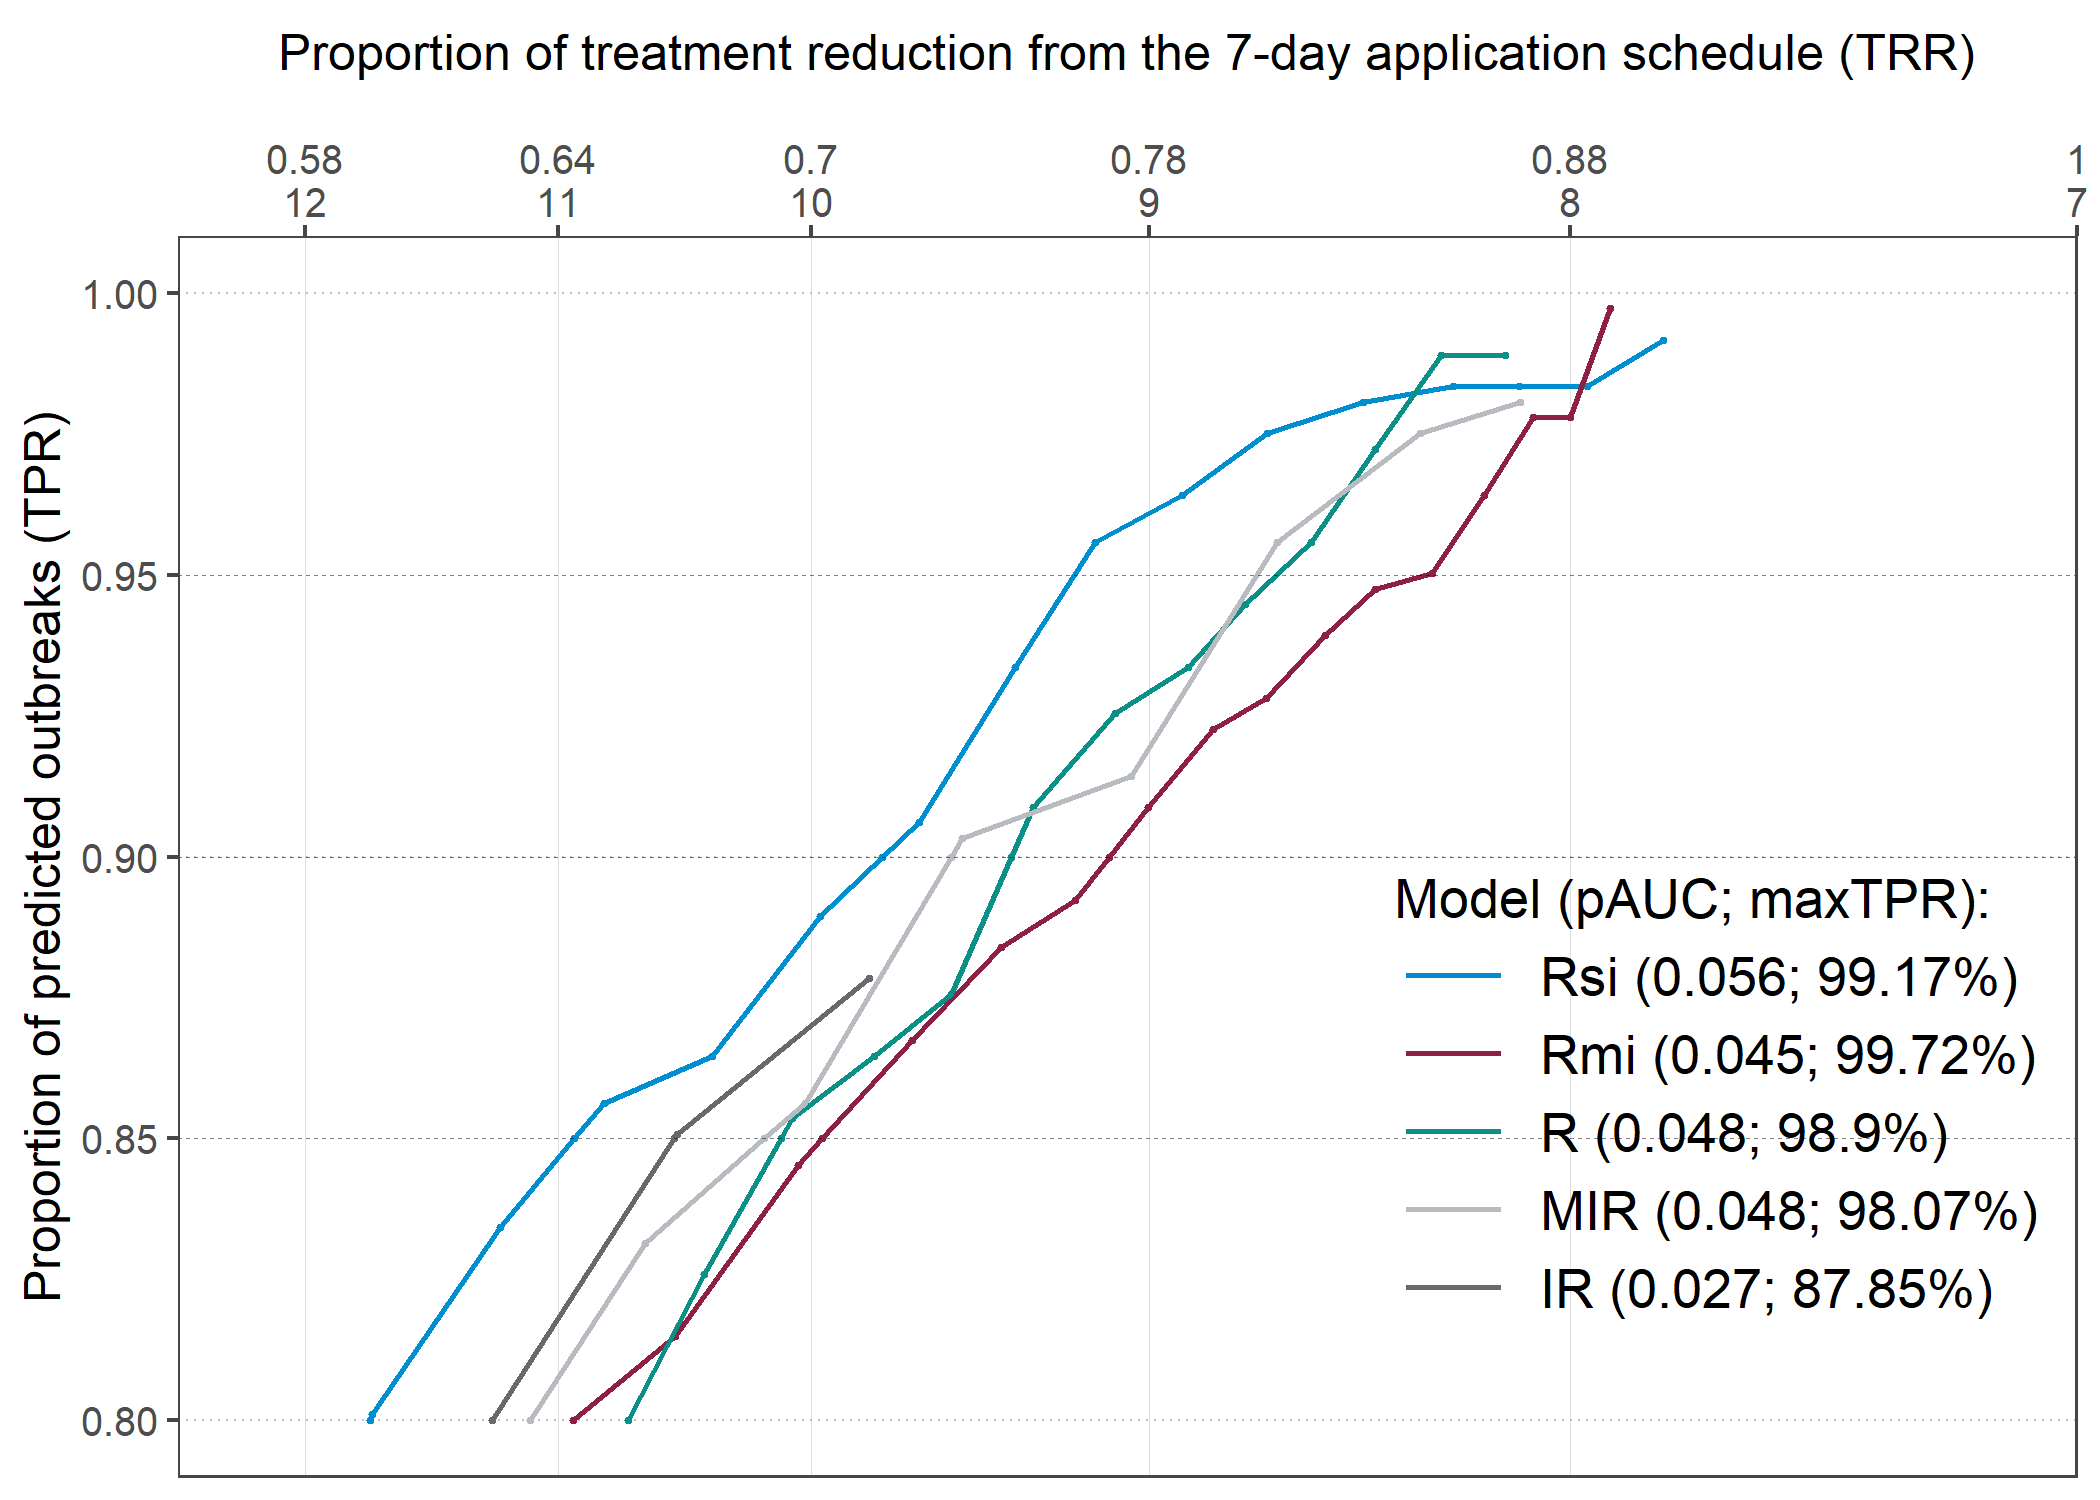 Proportion of treatment reduction from the 7-day application schedule (TRR)
0.58 0.64 0.7 0.78 0.88 1
12 11 10 9 8 7
Proportion of predicted outbreaks (TPR)
1.00
0.95
0.90
0.85
0.80
Model (pAUC; maxTPR):
Rsi (0.056; 99.17%)
Rmi (0.045; 99.72%)
R (0.048; 98.9%)
MIR (0.048; 98.07%)
IR (0.027; 87.85%)